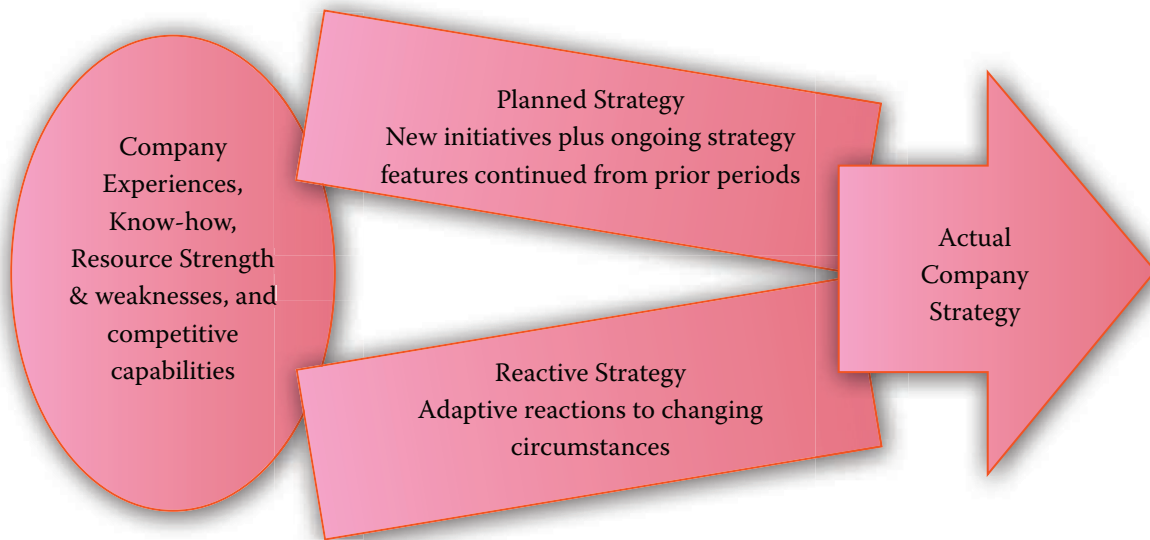 Company
Experiences,
Know-how,
Resource Strength
& weaknesses, and
competitive
capabilities
Planned Strategy
New initiatives plus ongoing strategy
features continued from prior periods
Reactive Strategy
Adaptive reactions to changing
circumstances
Actual
Company
Strategy